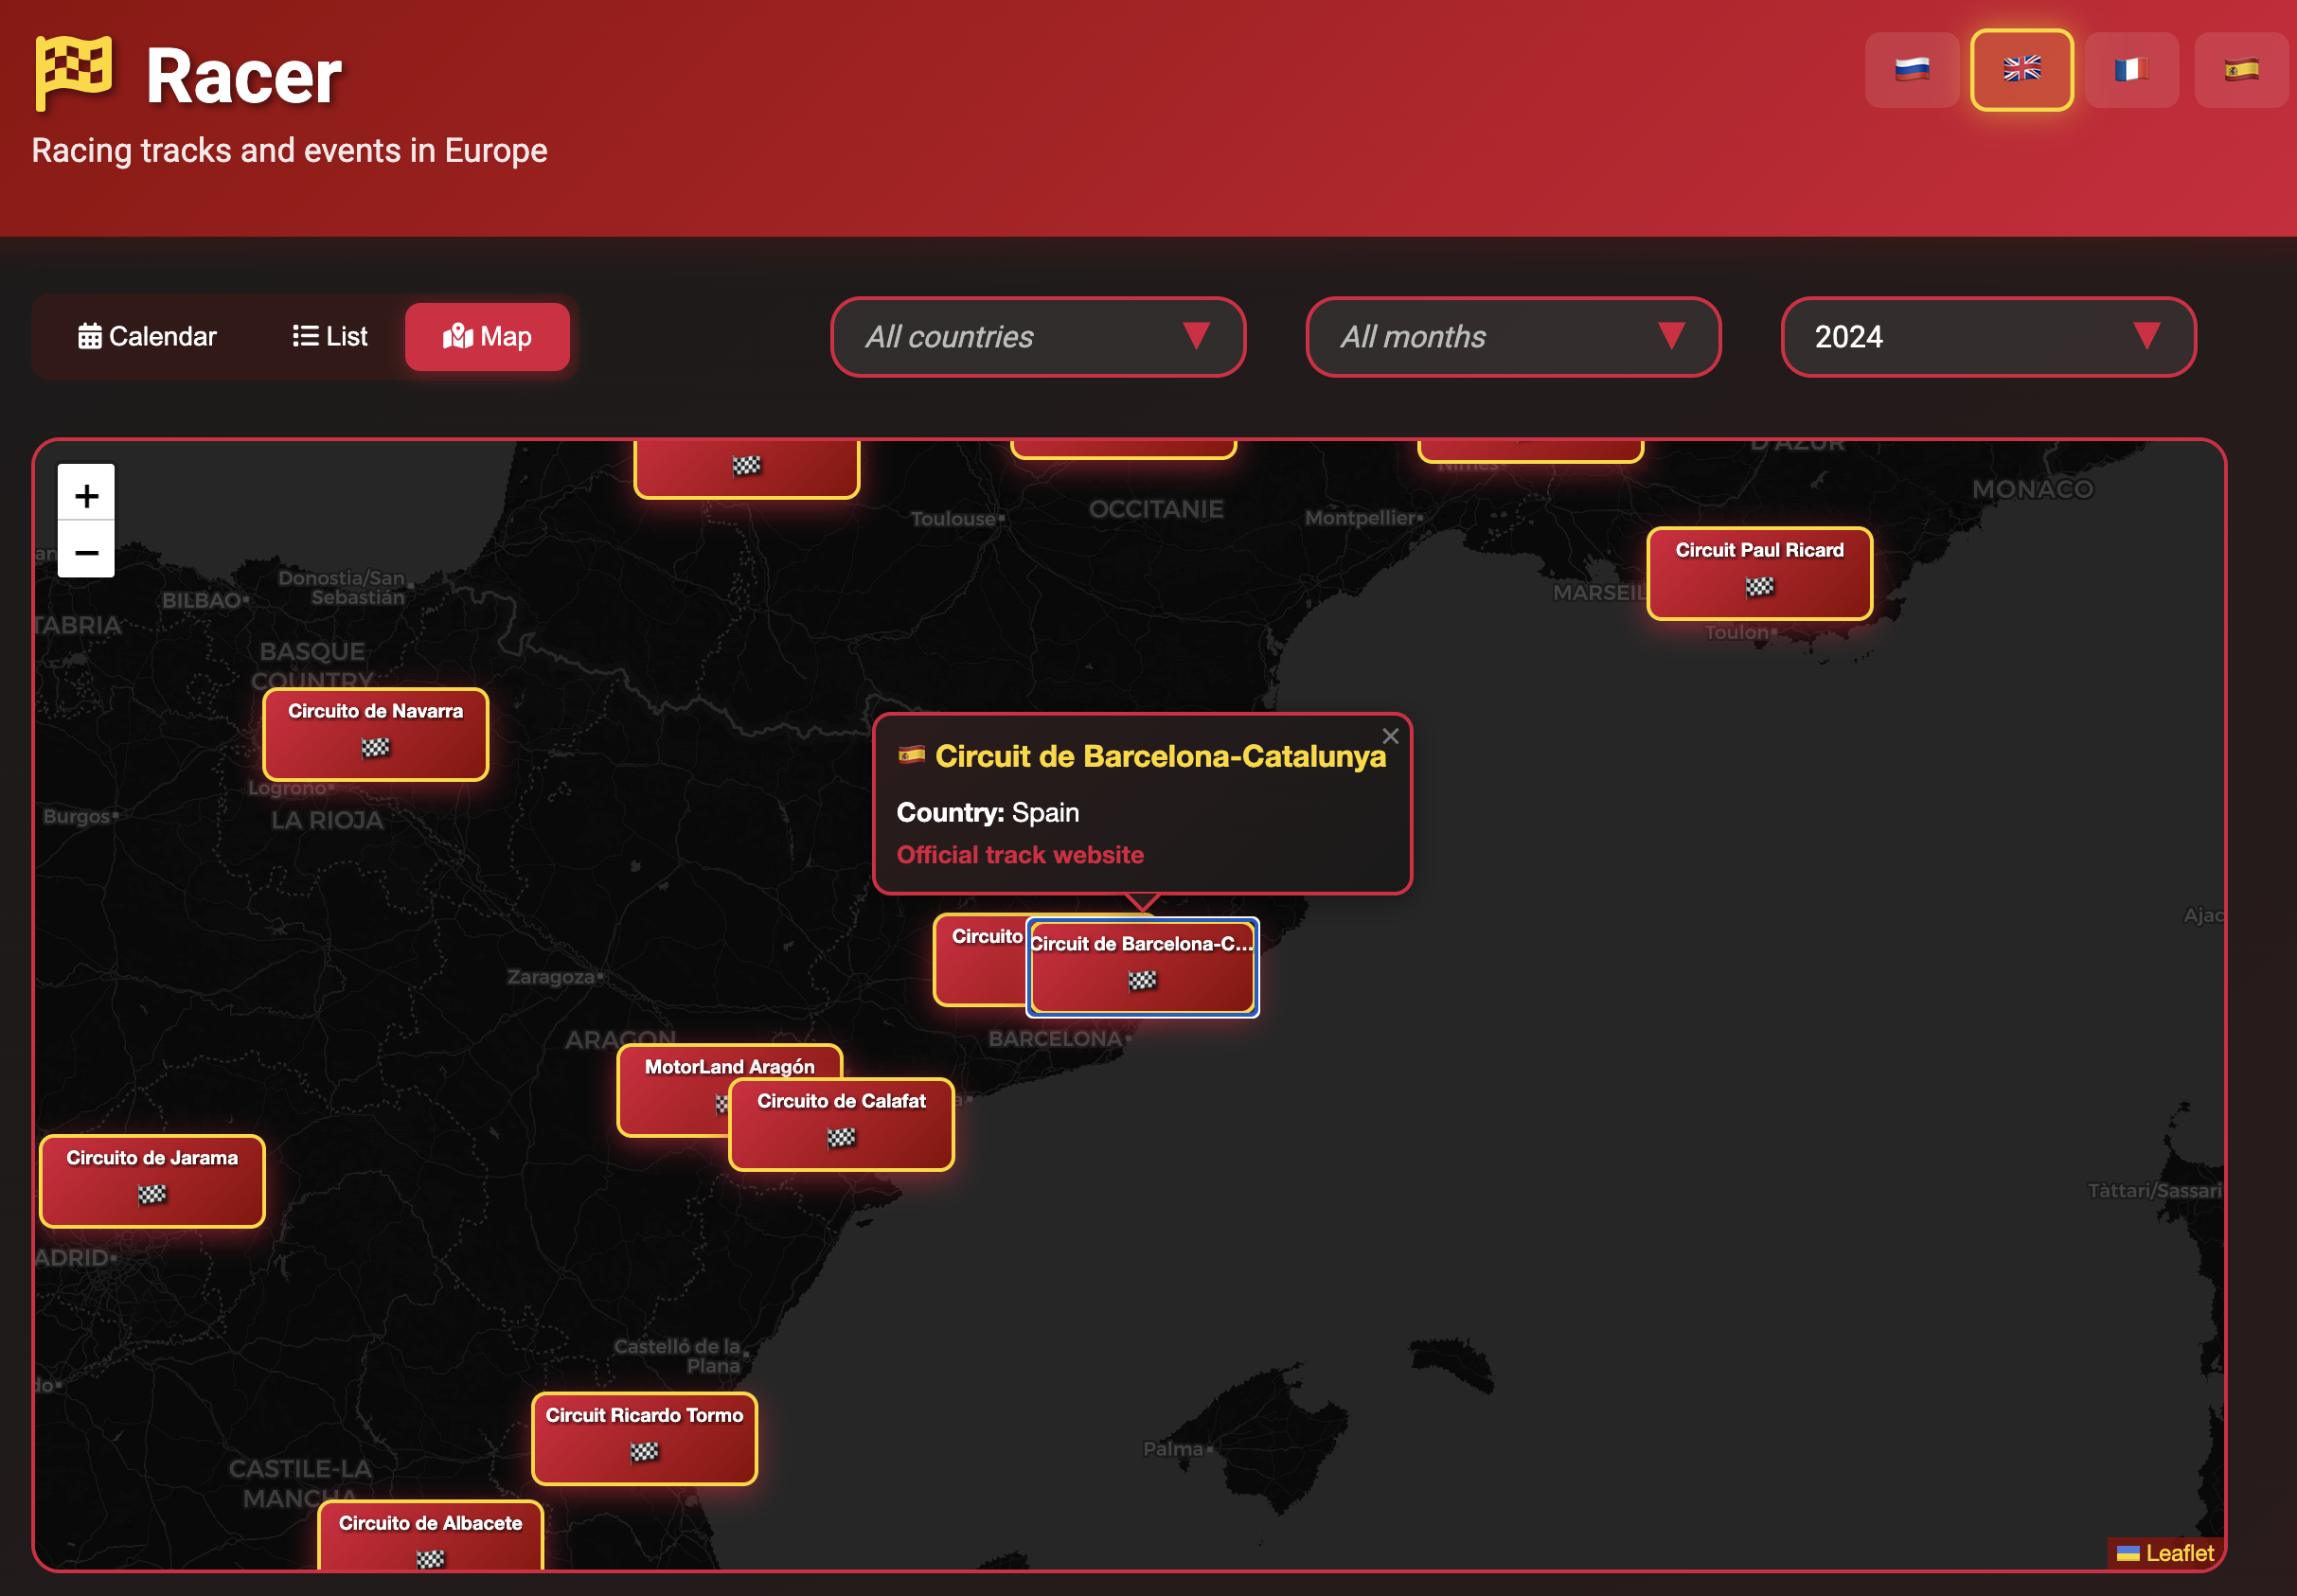 Racer
Racing tracks and events in Europe
Calendar
List
Map
All countries
All months
2024
+
−
D'AZUR
MONACO
OCCITANIE
Toulouse
Montpellier
Nîmes
Circuit Paul Ricard
MARSEIL
Toulon
Donostia/San
Sebastián
BILBAO
TABRIA
BASQUE
COUNTRY
Circuito de Navarra
Logroño
LA RIOJA
Burgos
×
Circuit de Barcelona-Catalunya
Country: Spain
Official track website
Ajac
Circuito
Circuit de Barcelona-C...
Zaragoza
BARCELONA
ARAGON
MotorLand Aragón
Circuito de Calafat
a
Circuito de Jarama
Tàttari/Sassari
ADRID
Castelló de la
Plana
do
Circuit Ricardo Tormo
Palma
CASTILE-LA
MANCHA
Circuito de Albacete
Leaflet